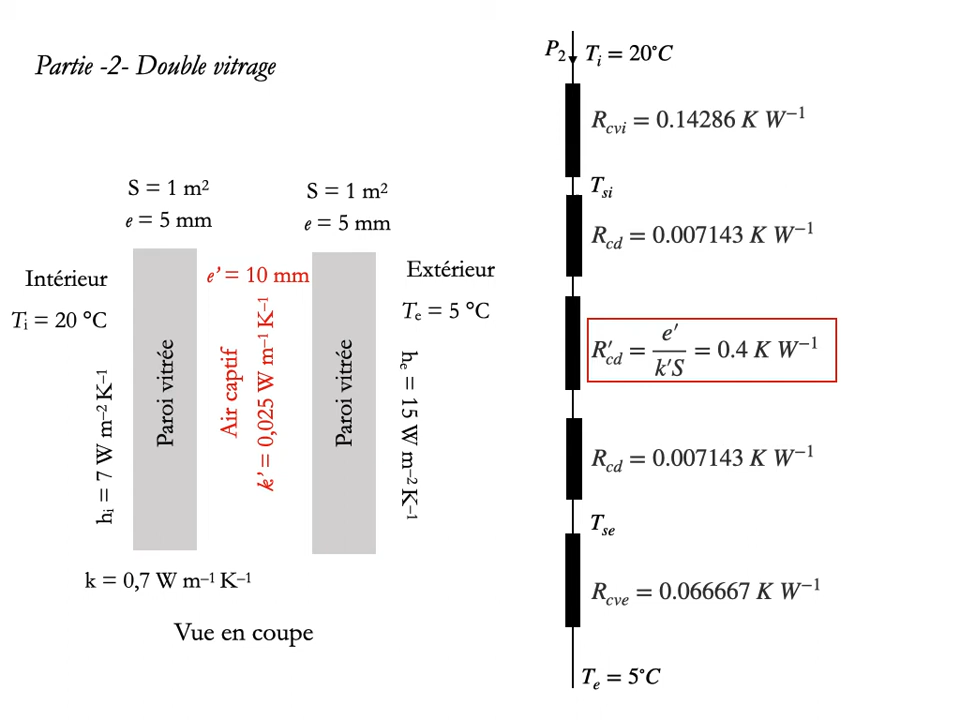 Partie -2- Double vitrage
S = 1 m²
e = 5 mm
S = 1 m²
e = 5 mm
Intérieur
Tᵢ = 20 °C
e’ = 10 mm
Extérieur
Tₑ = 5 °C
hᵢ = 7 W m⁻² K⁻¹
Paroi vitrée
Air captif
k’ = 0,025 W m⁻¹ K⁻¹
Paroi vitrée
hₑ = 15 W m⁻² K⁻¹
k = 0,7 W m⁻¹ K⁻¹
Vue en coupe
P₂
Tᵢ = 20°C
R_cvi = 0.14286 K W⁻¹
T_si
R_cd = 0.007143 K W⁻¹
R'_cd = e'/k'S = 0.4 K W⁻¹
R_cd = 0.007143 K W⁻¹
T_se
R_cve = 0.066667 K W⁻¹
Tₑ = 5°C